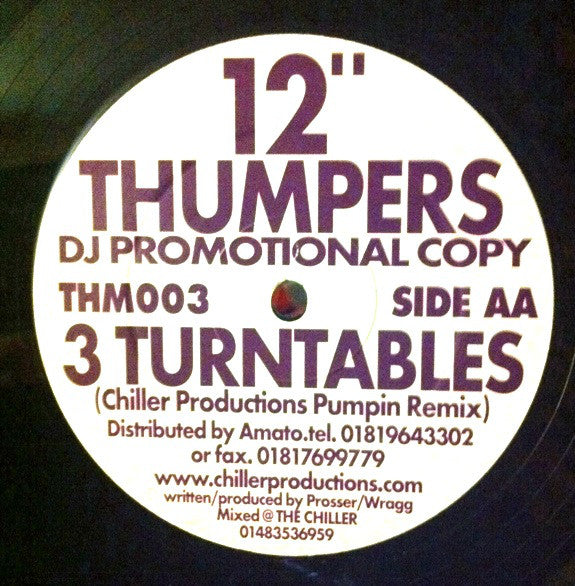 12"
THUMPERS
DJ PROMOTIONAL COPY
THM003 SIDE AA
3 TURNTABLES
(Chiller Productions Pumpin Remix)
Distributed by Amato.tel. 01819643302
or fax. 01817699779
www.chillerproductions.com
written/produced by Prosser/Wragg
Mixed @ THE CHILLER
01483536959